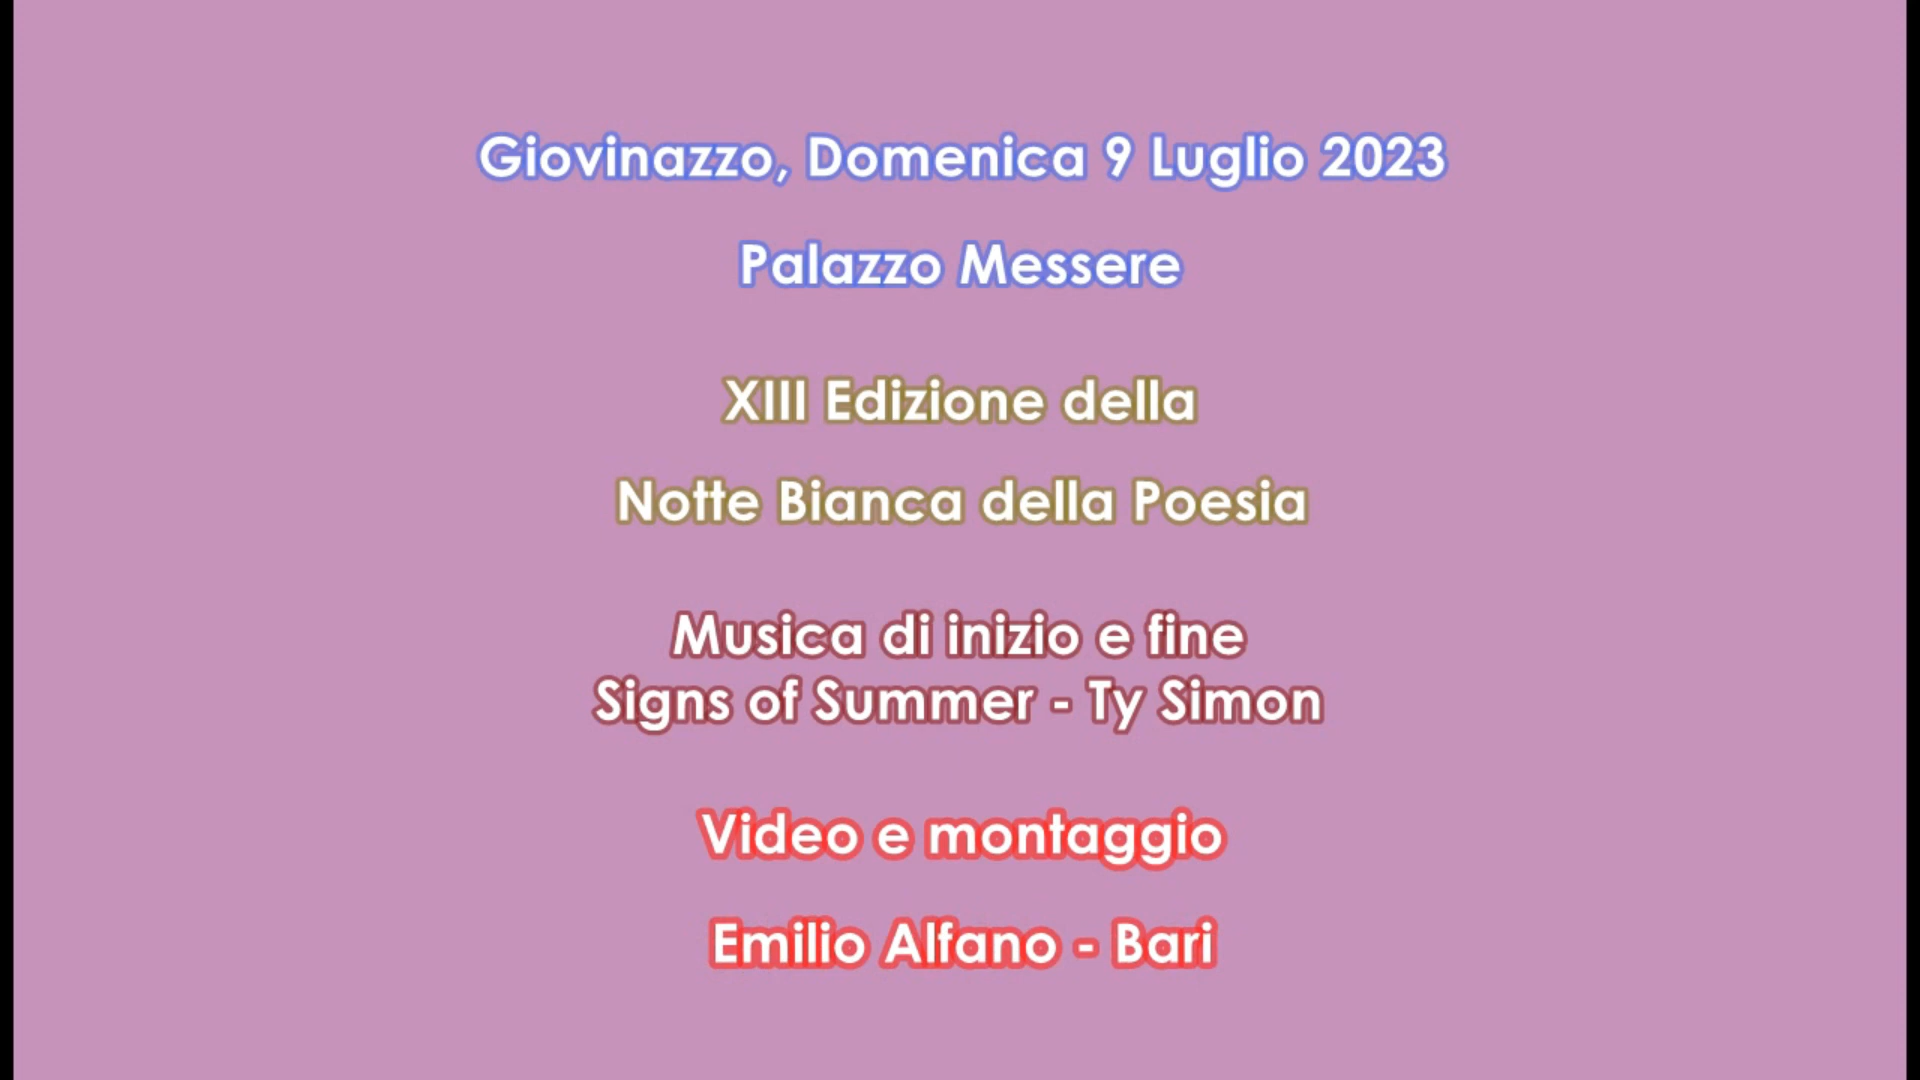 Giovinazzo, Domenica 9 Luglio 2023
Palazzo Messere
XIII Edizione della
Notte Bianca della Poesia
Musica di inizio e fine
Signs of Summer - Ty Simon
Video e montaggio
Emilio Alfano - Bari